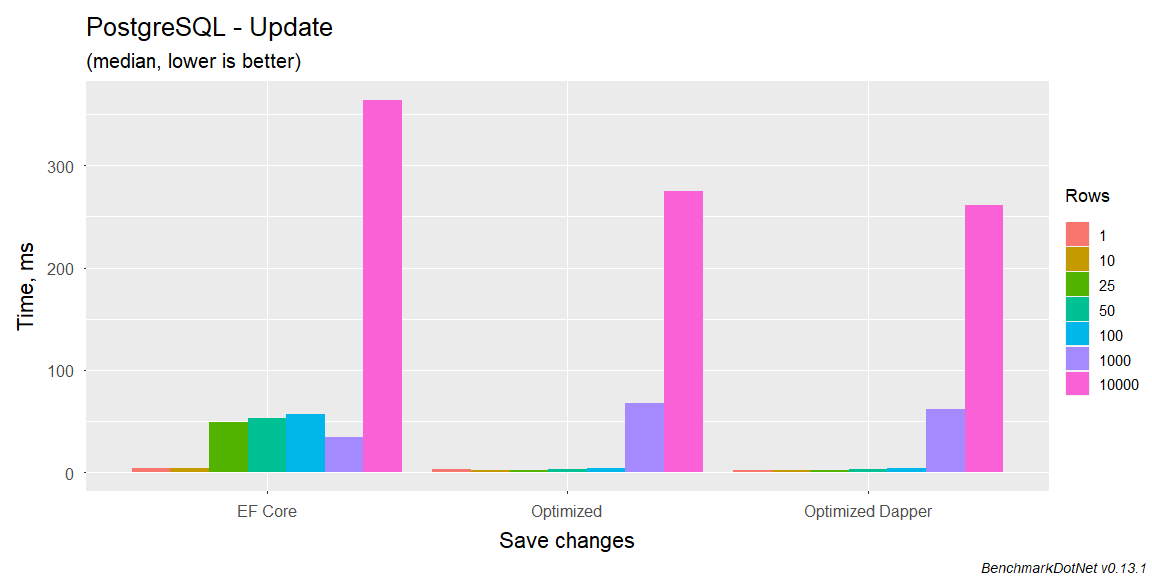 PostgreSQL - Update
(median, lower is better)
Time, ms
300
200
100
0
EF Core
Optimized
Optimized Dapper
Save changes
Rows
1
10
25
50
100
1000
10000
BenchmarkDotNet v0.13.1